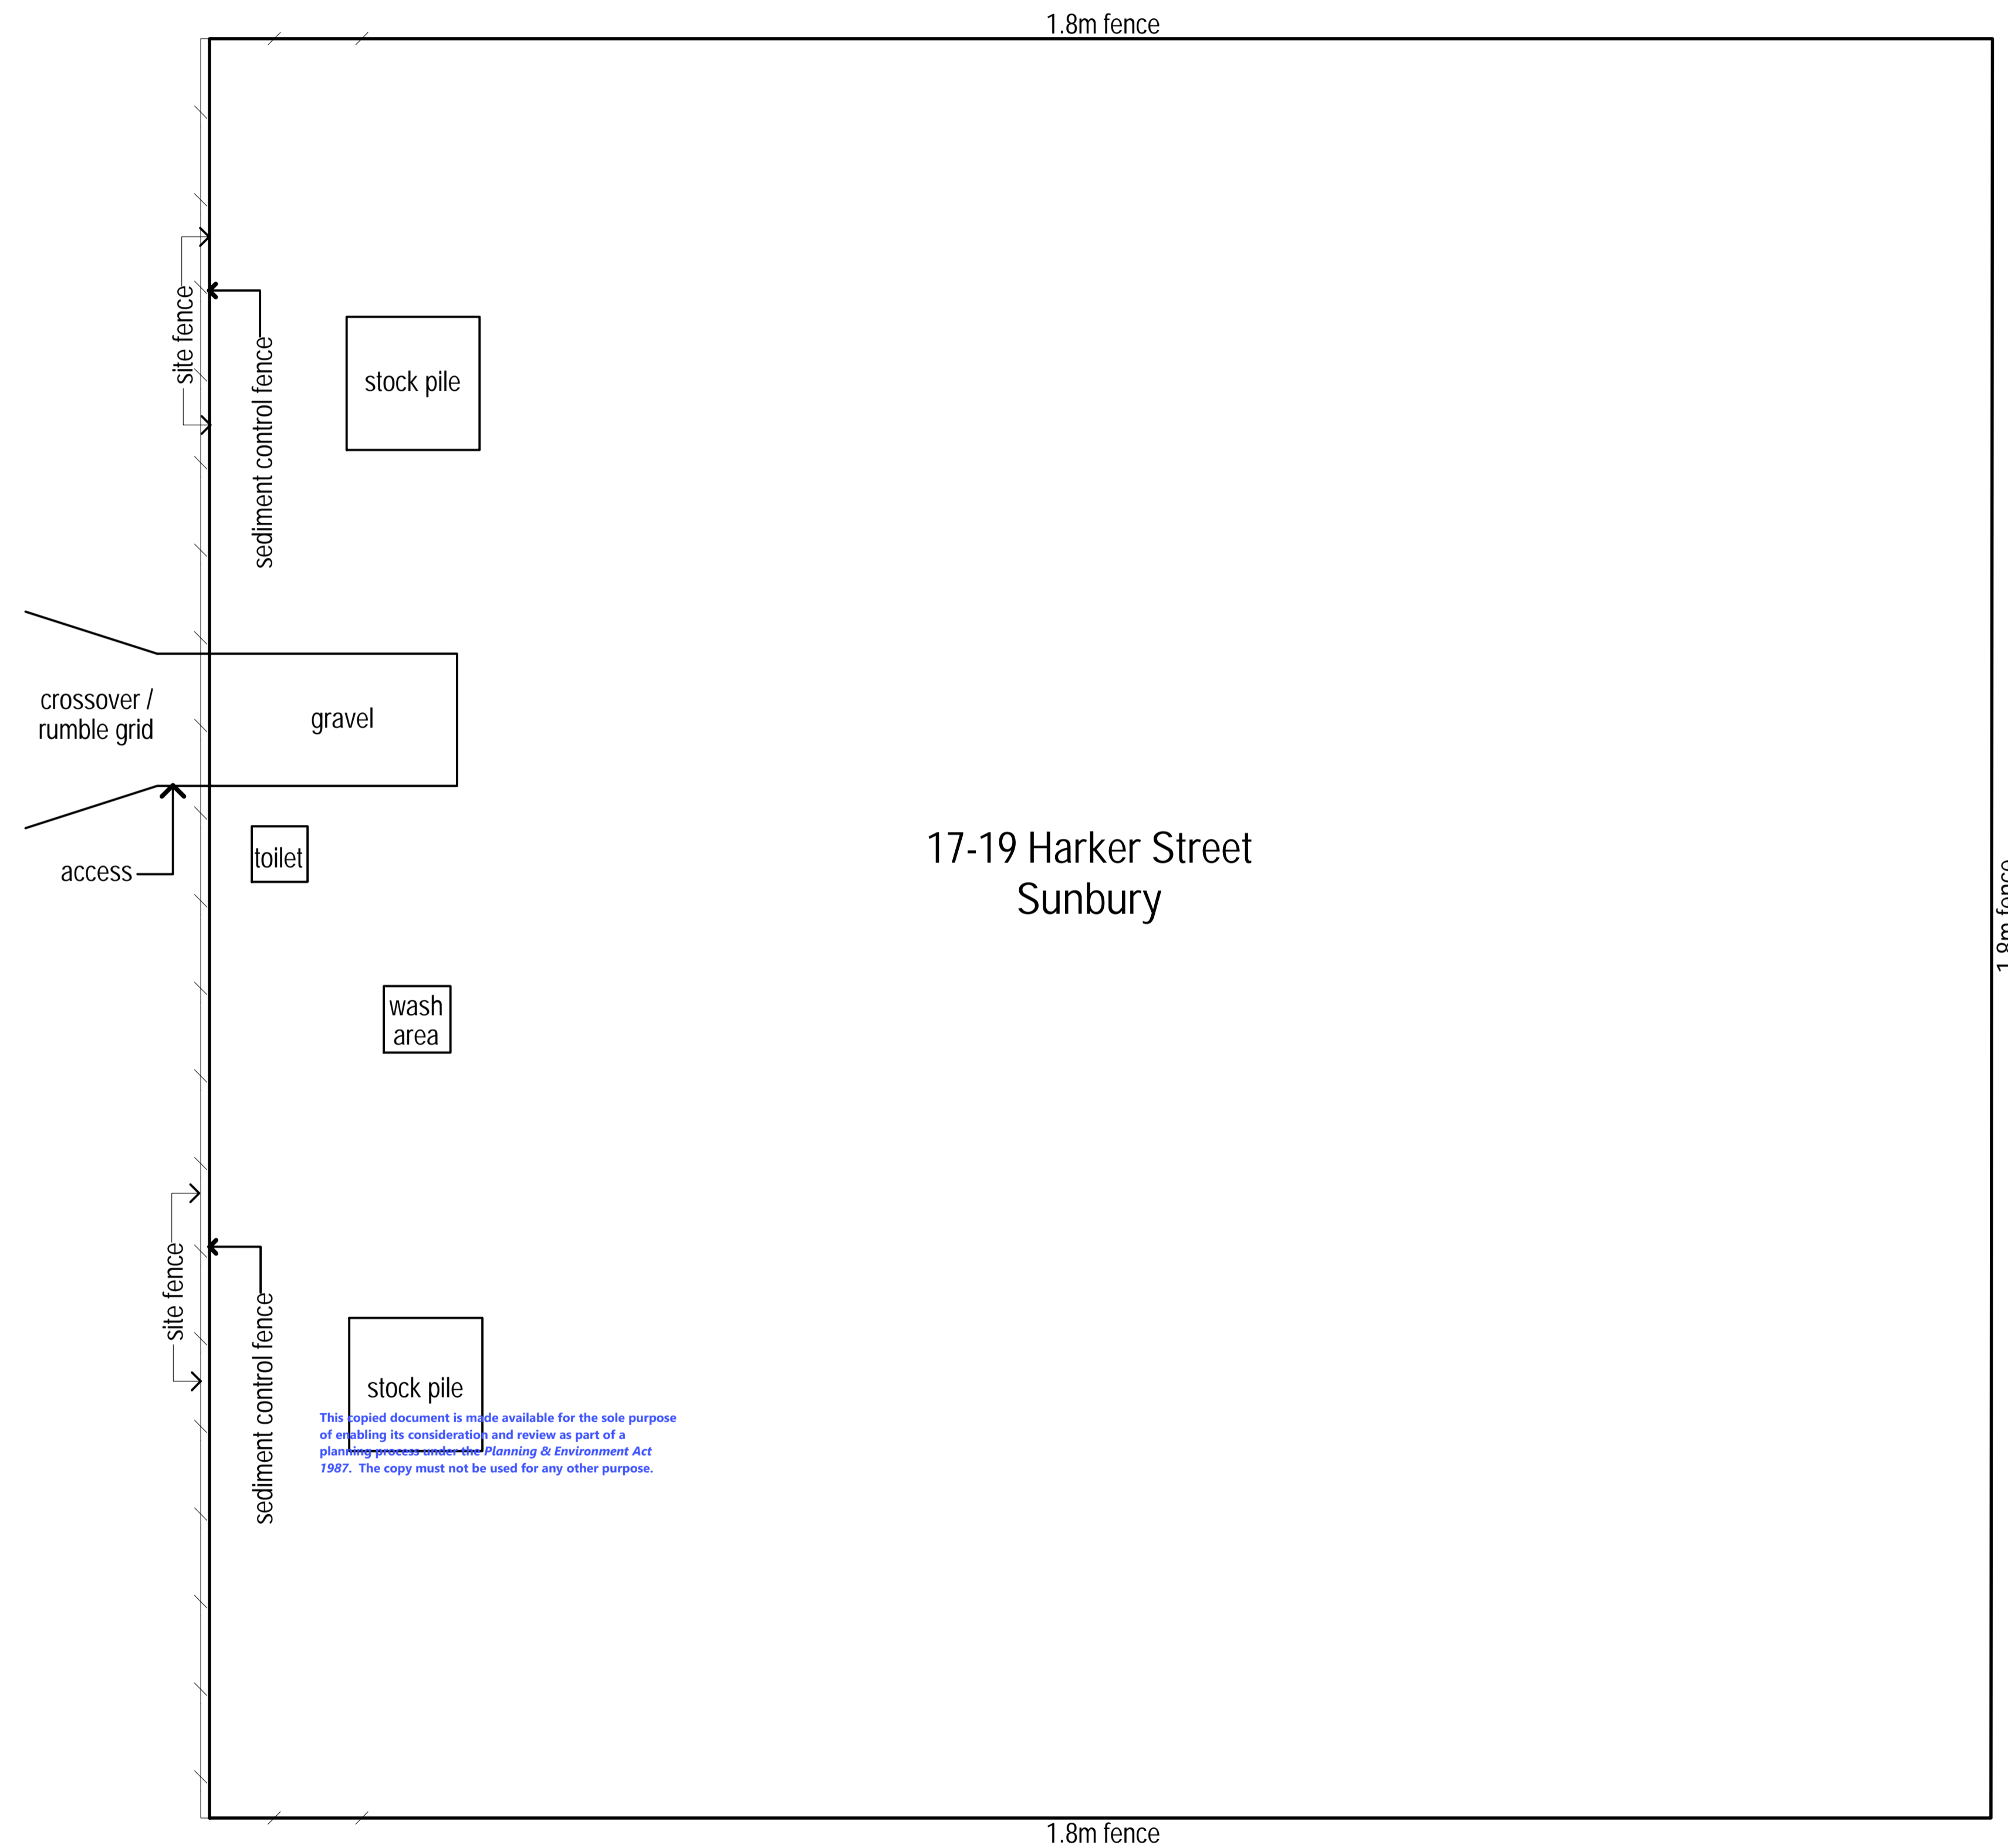 1.8m fence
site fence
sediment control fence
stock pile
crossover /
rumble grid
gravel
access
toilet
17-19 Harker Street
Sunbury
1.8m fence
wash
area
site fence
sediment control fence
stock pile
This copied document is made available for the sole purpose
of enabling its consideration and review as part of a
planning process under the Planning & Environment Act
1987. The copy must not be used for any other purpose.
1.8m fence